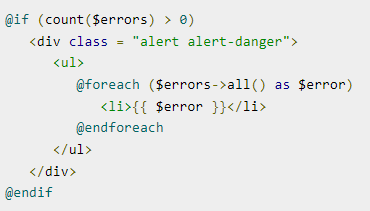 @if (count($errors) > 0)
   <div class = "alert alert-danger">
      <ul>
         @foreach ($errors->all() as $error)
            <li>{{ $error }}</li>
         @endforeach
      </ul>
   </div>
@endif